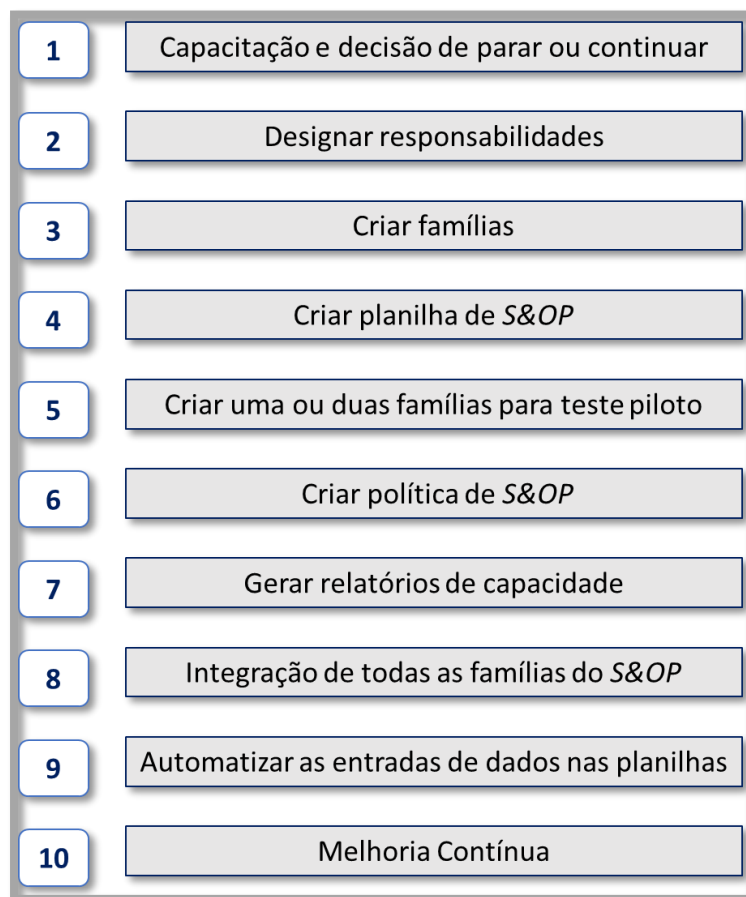 1 Capacitação e decisão de parar ou continuar
2 Designar responsabilidades
3 Criar famílias
4 Criar planilha de S&OP
5 Criar uma ou duas famílias para teste piloto
6 Criar política de S&OP
7 Gerar relatórios de capacidade
8 Integração de todas as famílias do S&OP
9 Automatizar as entradas de dados nas planilhas
10 Melhoria Contínua